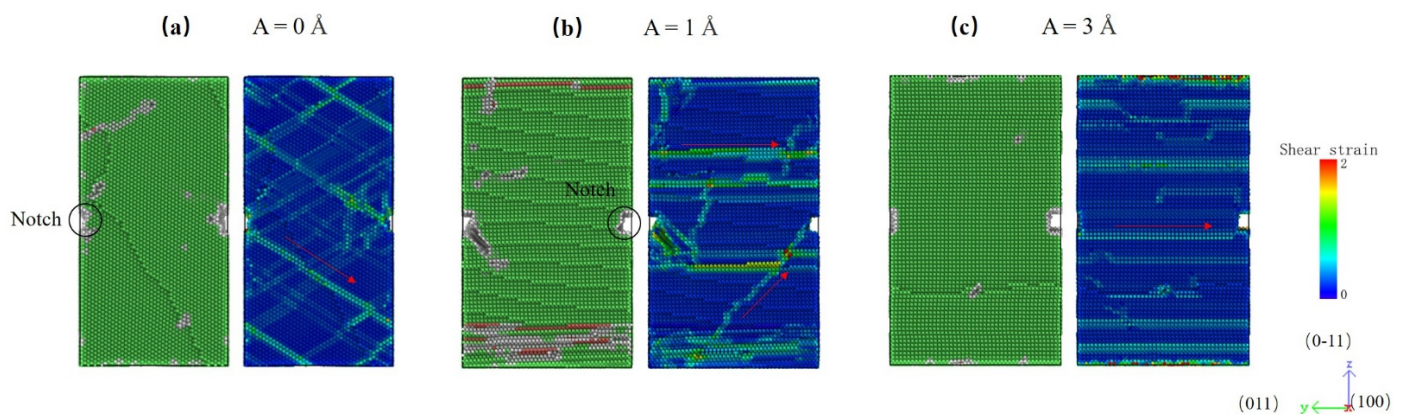 (a) A = 0 Å
(b) A = 1 Å
(c) A = 3 Å
Notch
Notch
Shear strain
2
0
(0-11)
z
(011) y x (100)